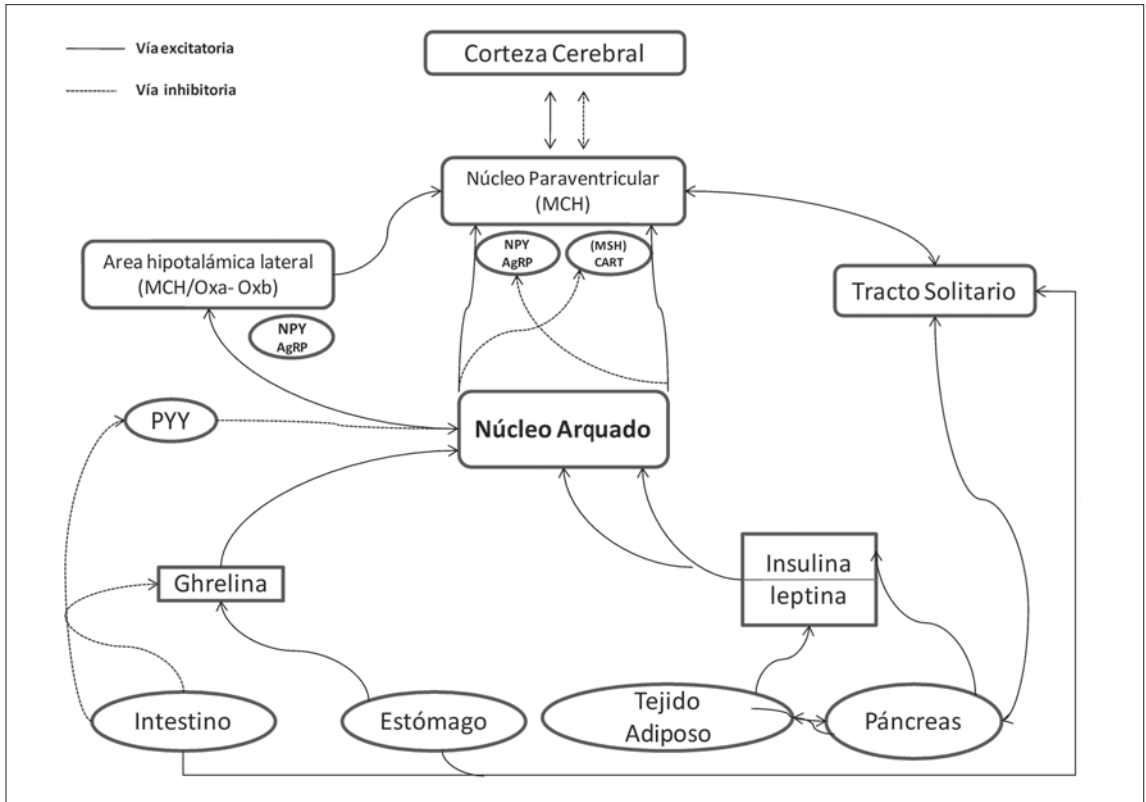 Vía excitatoria
Vía inhibitoria
Corteza Cerebral
Núcleo Paraventricular
(MCH)
NPY
AgRP
(MSH)
CART
Area hipotalámica lateral
(MCH/Oxa- Oxb)
NPY
AgRP
Tracto Solitario
PYY
Núcleo Arquado
Ghrelina
Insulina
leptina
Intestino
Estómago
Tejido
Adiposo
Páncreas